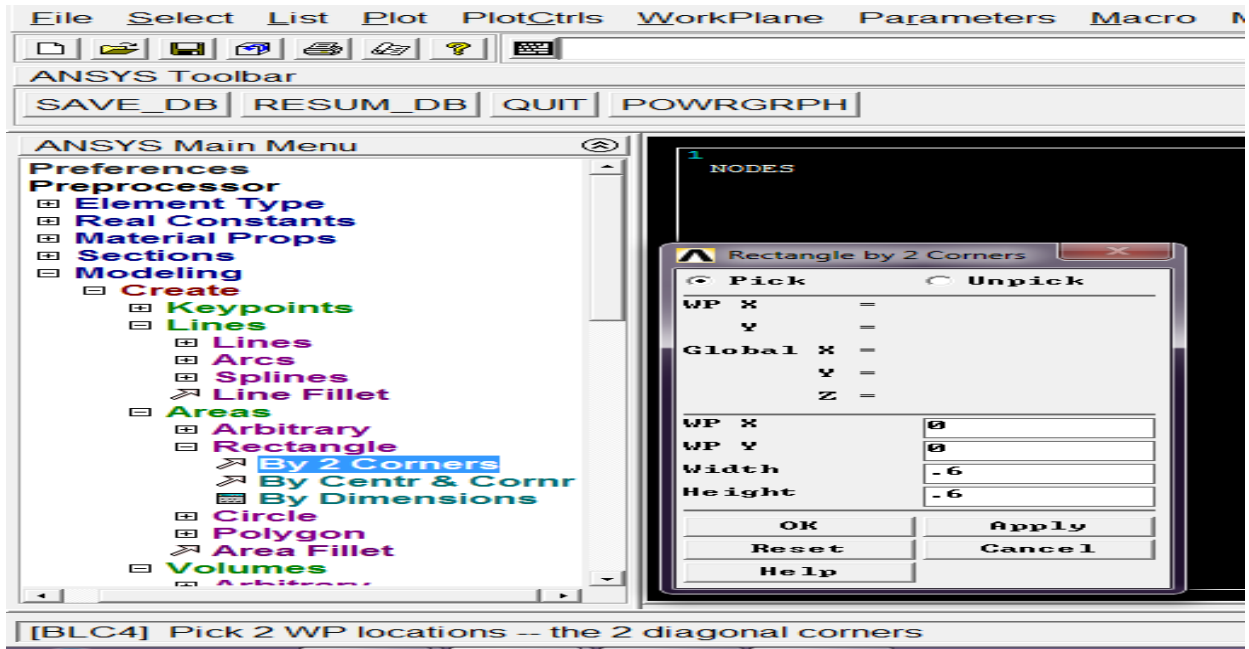 File Select List Plot PlotCtrls WorkPlane Parameters Macro
ANSYS Toolbar
SAVE_DB RESUM_DB QUIT POWRGRPH
ANSYS Main Menu
Preferences
Preprocessor
Element Type
Real Constants
Material Props
Sections
Modeling
Create
Keypoints
Lines
Lines
Arcs
Splines
Line Fillet
Areas
Arbitrary
Rectangle
By 2 Corners
By Centr & Cornr
By Dimensions
Circle
Polygon
Area Fillet
Volumes
Arbitrary
1
NODES
Rectangle by 2 Corners
Pick Unpick
WP X =
Y =
Global X =
Y =
Z =
WP X 0
WP Y 0
Width .6
Height .6
OK Apply
Reset Cancel
Help
[BLC4] Pick 2 WP locations -- the 2 diagonal corners